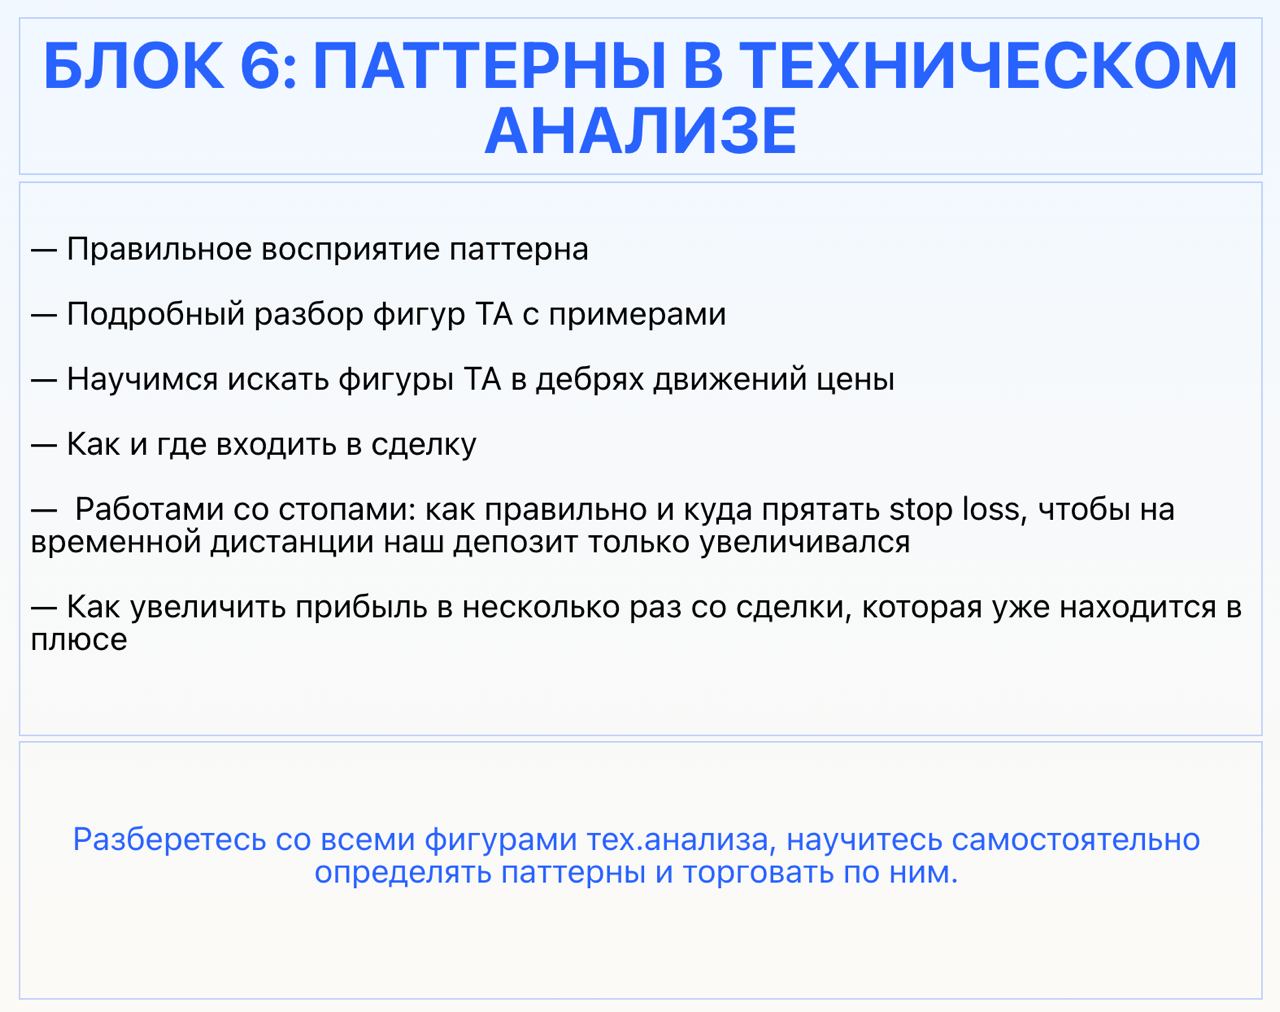 БЛОК 6: ПАТТЕРНЫ В ТЕХНИЧЕСКОМ
АНАЛИЗЕ
— Правильное восприятие паттерна
— Подробный разбор фигур ТА с примерами
— Научимся искать фигуры ТА в дебрях движений цены
— Как и где входить в сделку
—  Работами со стопами: как правильно и куда прятать stop loss, чтобы на
временной дистанции наш депозит только увеличивался
— Как увеличить прибыль в несколько раз со сделки, которая уже находится в
плюсе
Разберетесь со всеми фигурами тех.анализа, научитесь самостоятельно
определять паттерны и торговать по ним.